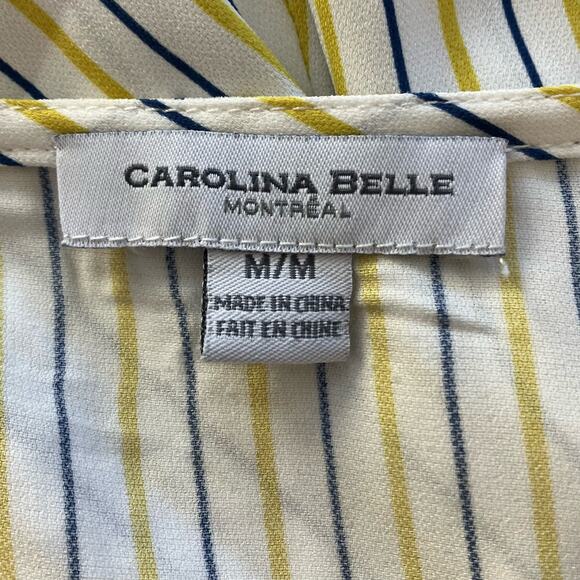 CAROLINA BELLE
MONTRÉAL
M/M
MADE IN CHINA
FAIT EN CHINE